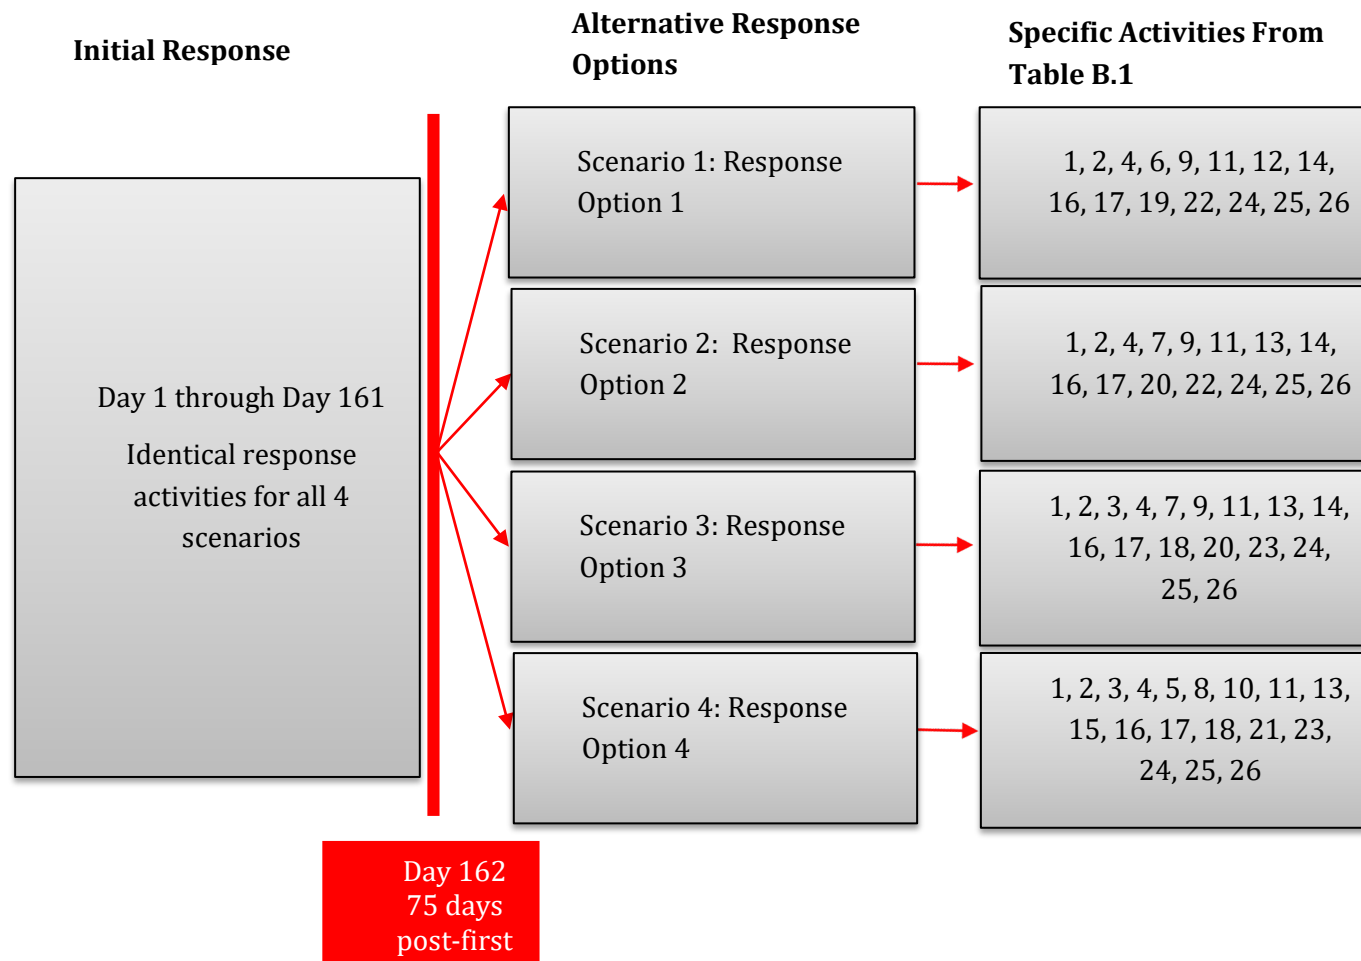 Initial Response
Alternative Response
Options
Specific Activities From
Table B.1
Day 1 through Day 161
Identical response
activities for all 4
scenarios
Scenario 1: Response
Option 1
1, 2, 4, 6, 9, 11, 12, 14,
16, 17, 19, 22, 24, 25, 26
Scenario 2:  Response
Option 2
1, 2, 4, 7, 9, 11, 13, 14,
16, 17, 20, 22, 24, 25, 26
Scenario 3: Response
Option 3
1, 2, 3, 4, 7, 9, 11, 13, 14,
16, 17, 18, 20, 23, 24,
25, 26
Scenario 4: Response
Option 4
1, 2, 3, 4, 5, 8, 10, 11, 13,
15, 16, 17, 18, 21, 23,
24, 25, 26
Day 162
75 days
post-first